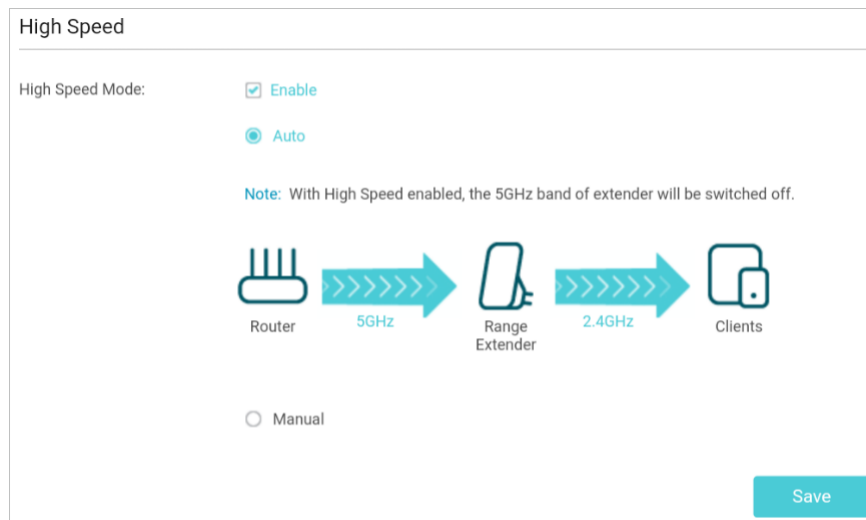 High Speed
High Speed Mode:
Enable
Auto
Note: With High Speed enabled, the 5GHz band of extender will be switched off.
Router
5GHz
Range
Extender
2.4GHz
Clients
Manual
Save